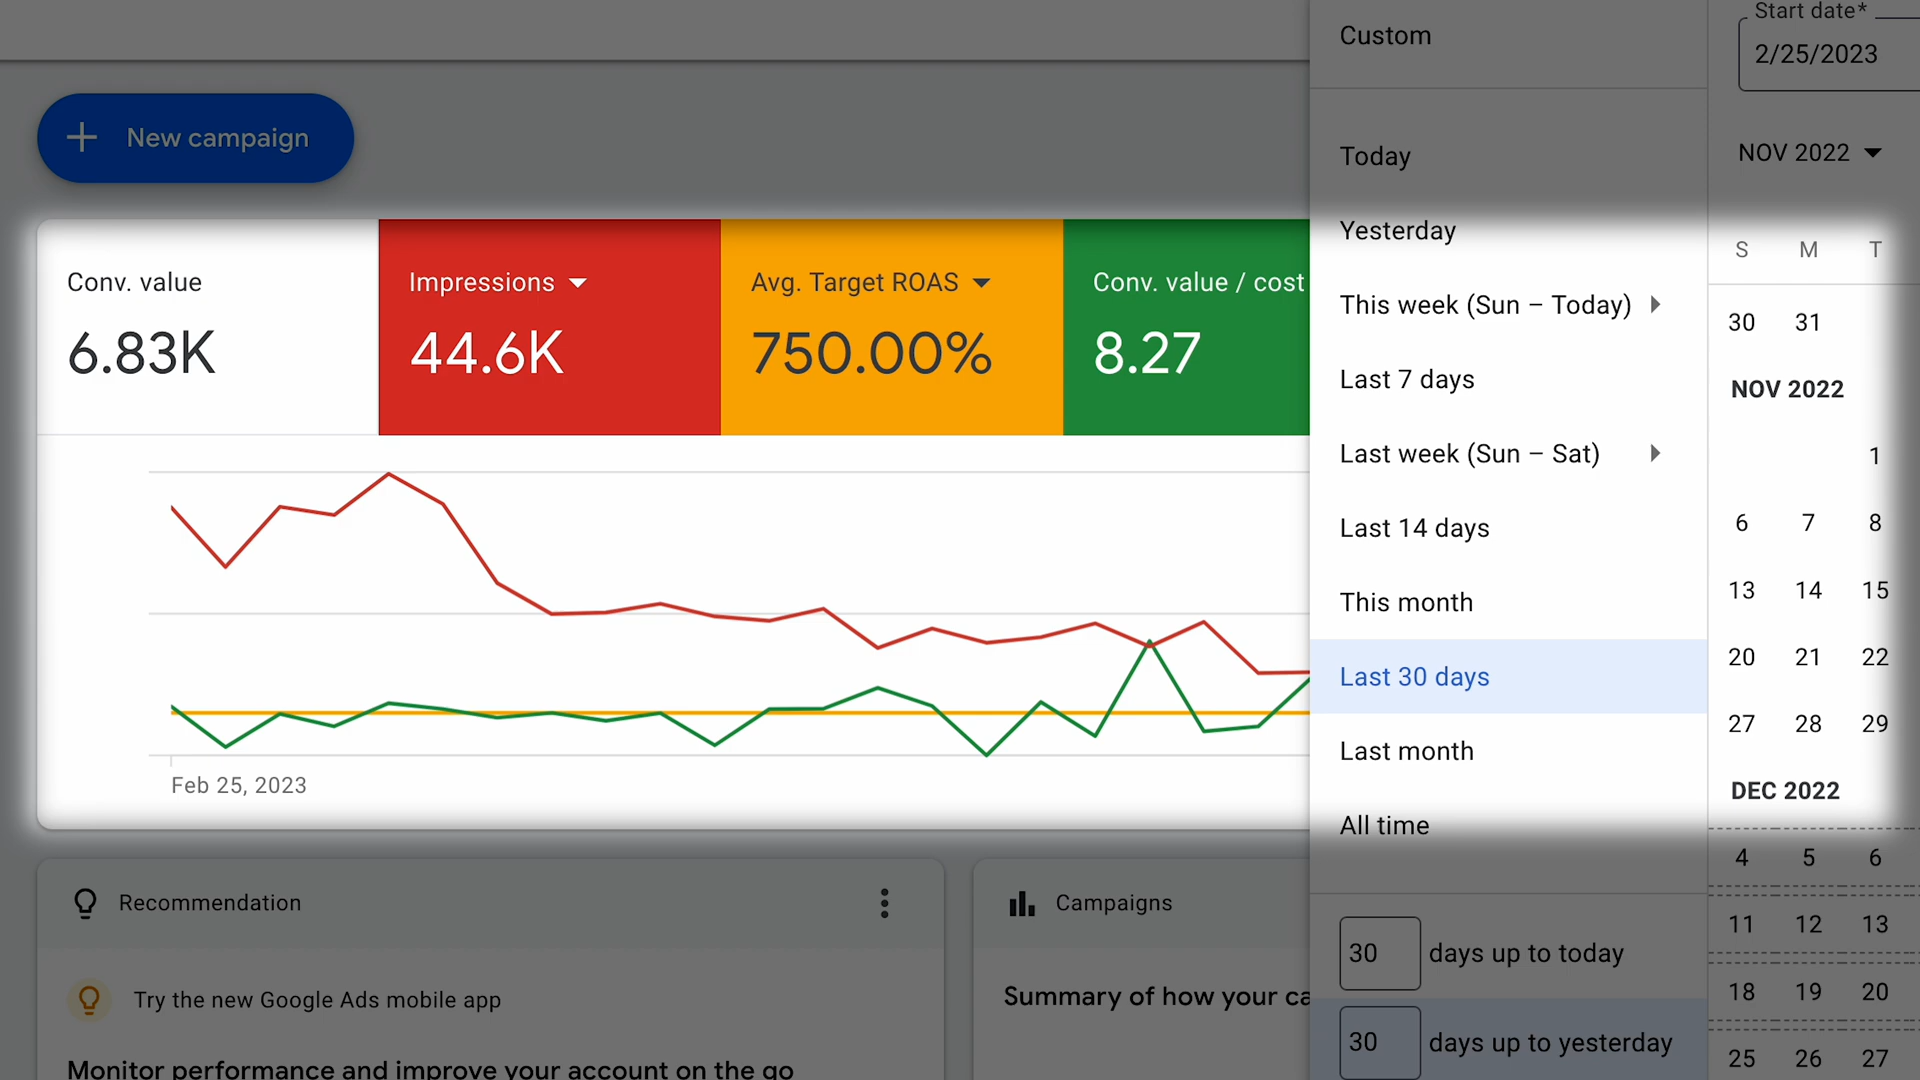 Custom
Start date*
2/25/2023
New campaign
Today
NOV 2022
Yesterday
S M T
Conv. value
Impressions
Avg. Target ROAS
Conv. value / cost
6.83K
44.6K
750.00%
8.27
This week (Sun – Today)
30 31
Last 7 days
NOV 2022
Last week (Sun – Sat)
1
Last 14 days
6 7 8
This month
13 14 15
Last 30 days
20 21 22
Last month
27 28 29
Feb 25, 2023
DEC 2022
All time
4 5 6
Recommendation
Campaigns
11 12 13
30 days up to today
Try the new Google Ads mobile app
Summary of how your ca
18 19 20
30 days up to yesterday
25 26 27
Monitor performance and improve your account on the go